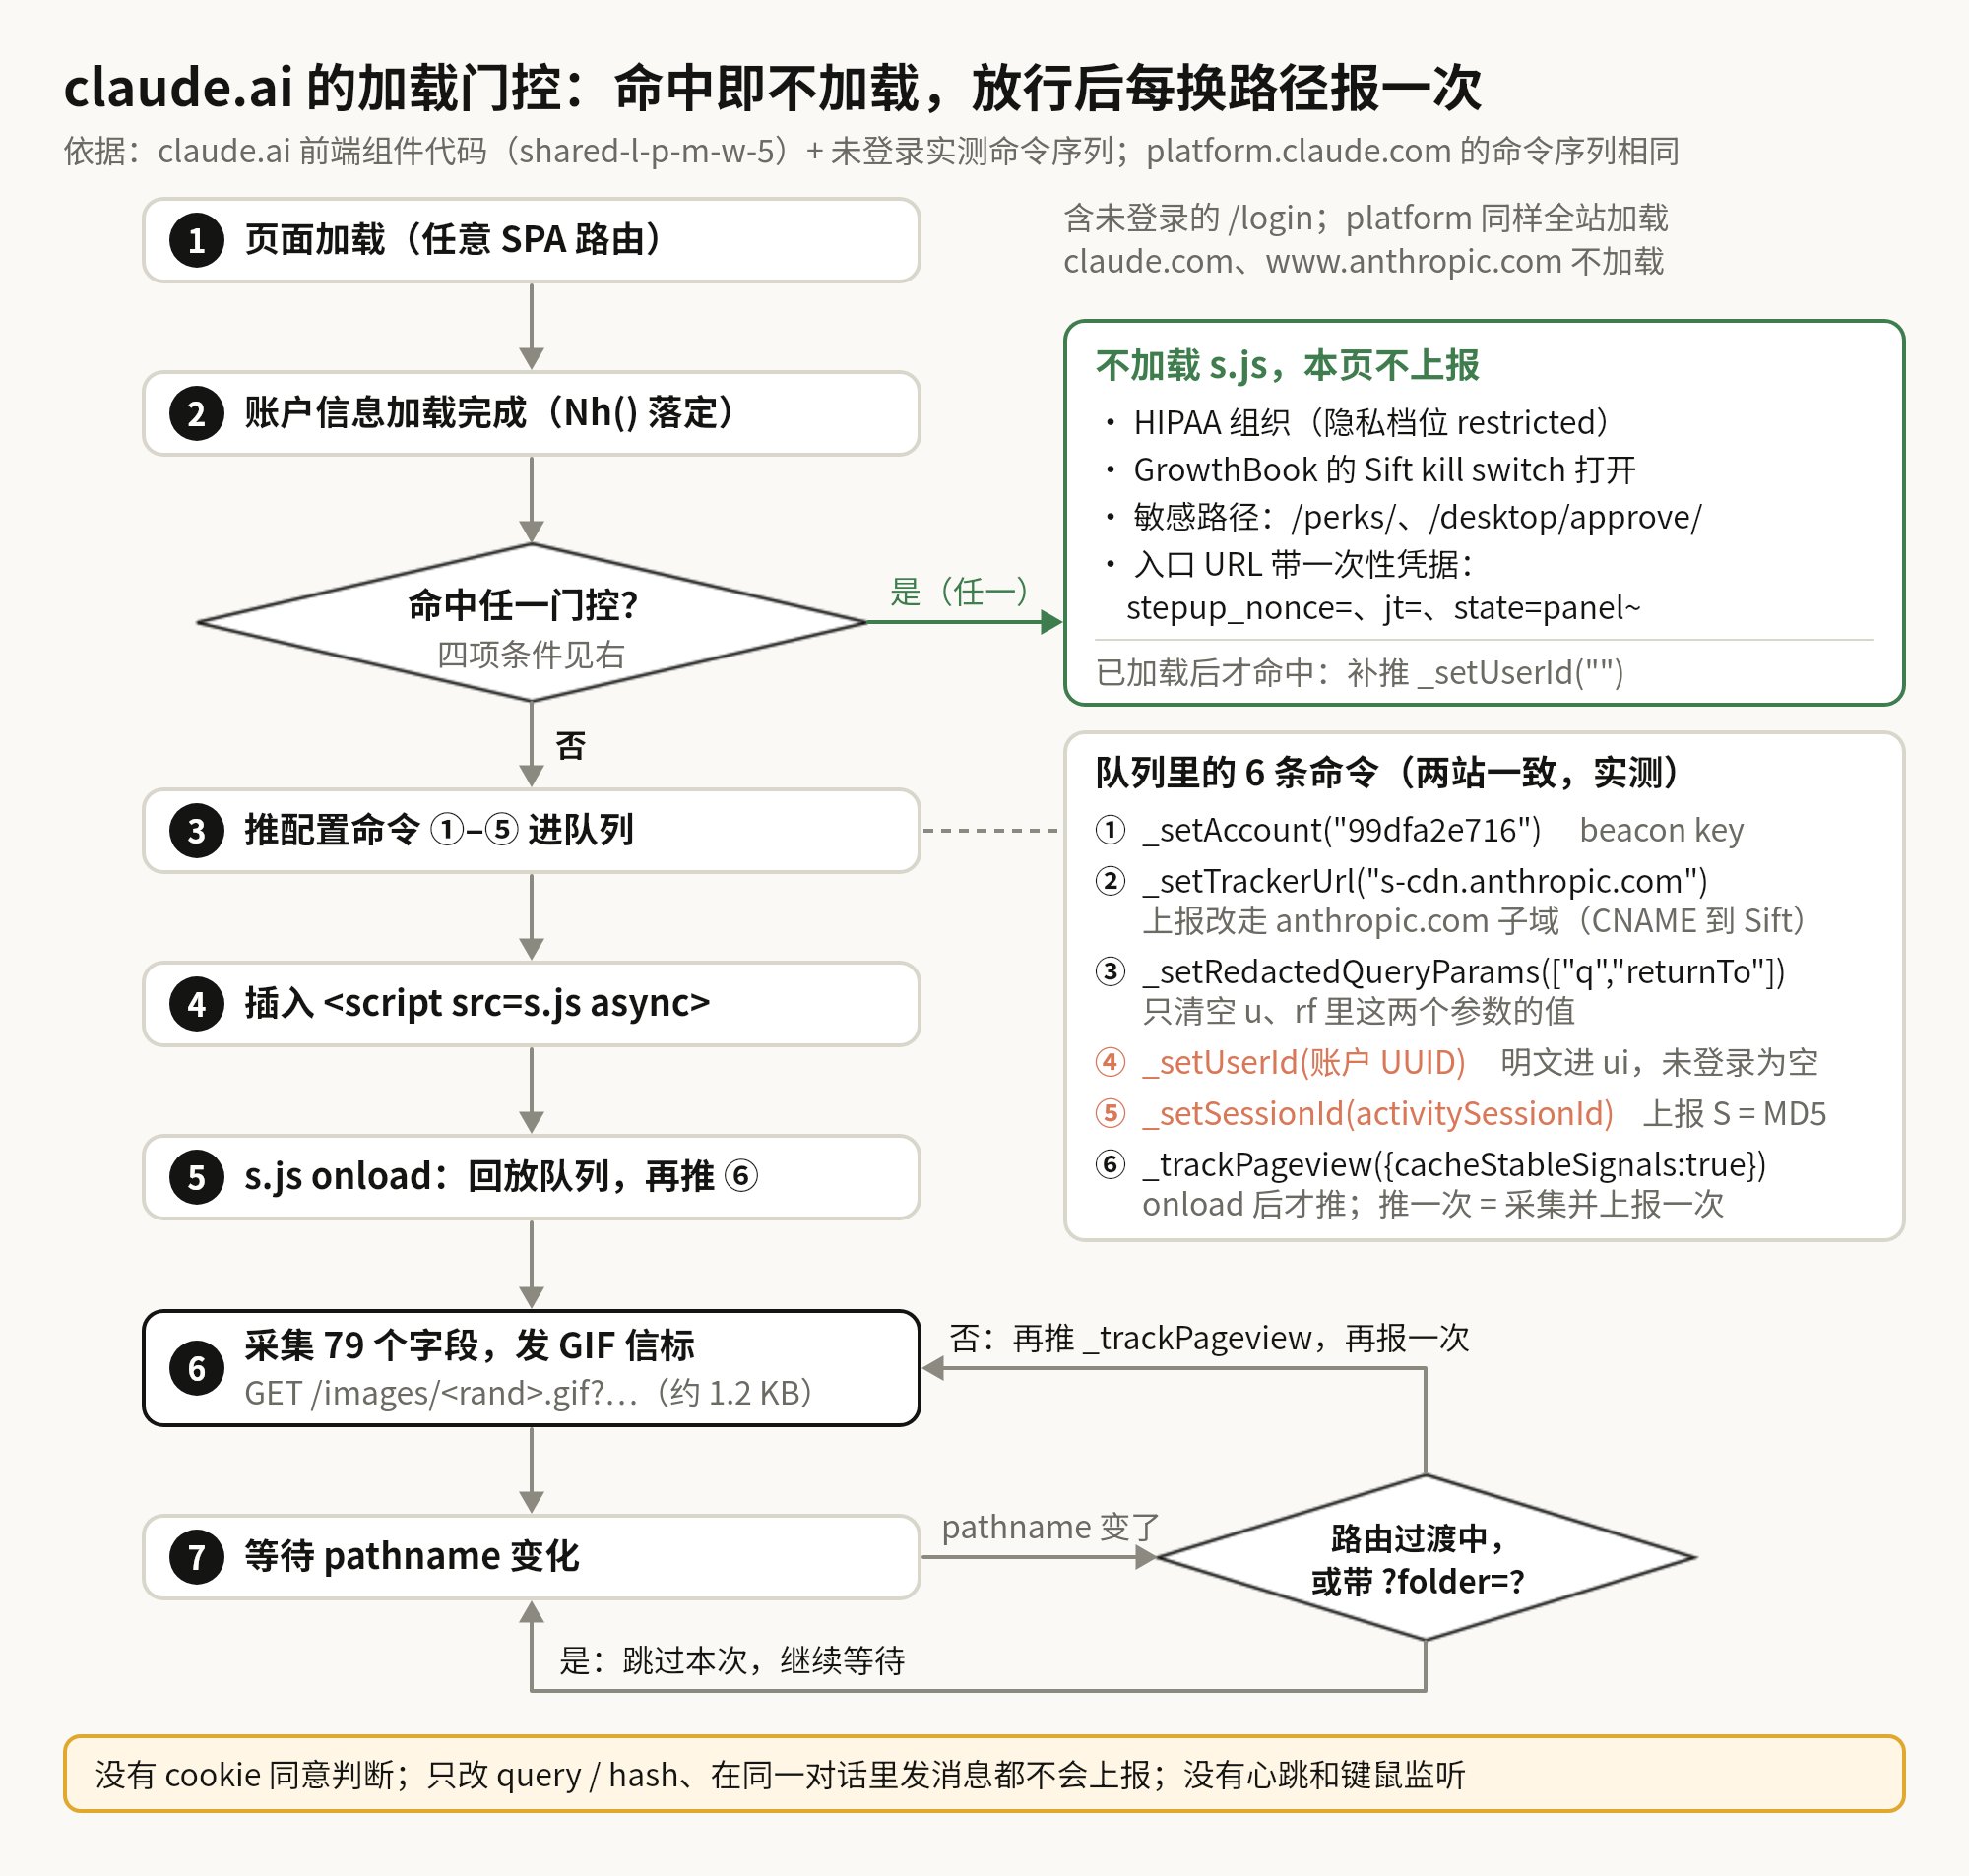 claude.ai 的加载门控：命中即不加载，放行后每换路径报一次
依据：claude.ai 前端组件代码（shared-l-p-m-w-5）+ 未登录实测命令序列；platform.claude.com 的命令序列相同
1 页面加载（任意 SPA 路由）
含未登录的 /login；platform 同样全站加载
claude.com、www.anthropic.com 不加载
2 账户信息加载完成（Nh() 落定）
不加载 s.js，本页不上报
・ HIPAA 组织（隐私档位 restricted）
・ GrowthBook 的 Sift kill switch 打开
・ 敏感路径：/perks/、/desktop/approve/
・ 入口 URL 带一次性凭据：
stepup_nonce=、jt=、state=panel~
已加载后才命中：补推 _setUserId("")
命中任一门控？
四项条件见右
是（任一）
否
3 推配置命令 ①–⑤ 进队列
队列里的 6 条命令（两站一致，实测）
① _setAccount("99dfa2e716") beacon key
② _setTrackerUrl("s-cdn.anthropic.com")
上报改走 anthropic.com 子域（CNAME 到 Sift）
③ _setRedactedQueryParams(["q","returnTo"])
只清空 u、rf 里这两个参数的值
④ _setUserId(账户 UUID) 明文进 ui，未登录为空
⑤ _setSessionId(activitySessionId) 上报 S = MD5
⑥ _trackPageview({cacheStableSignals:true})
onload 后才推；推一次 = 采集并上报一次
4 插入 <script src=s.js async>
5 s.js onload：回放队列，再推 ⑥
6 采集 79 个字段，发 GIF 信标
GET /images/<rand>.gif?…（约 1.2 KB）
否：再推 _trackPageview，再报一次
7 等待 pathname 变化
pathname 变了
路由过渡中，
或带 ?folder=？
是：跳过本次，继续等待
没有 cookie 同意判断；只改 query / hash、在同一对话里发消息都不会上报；没有心跳和键鼠监听